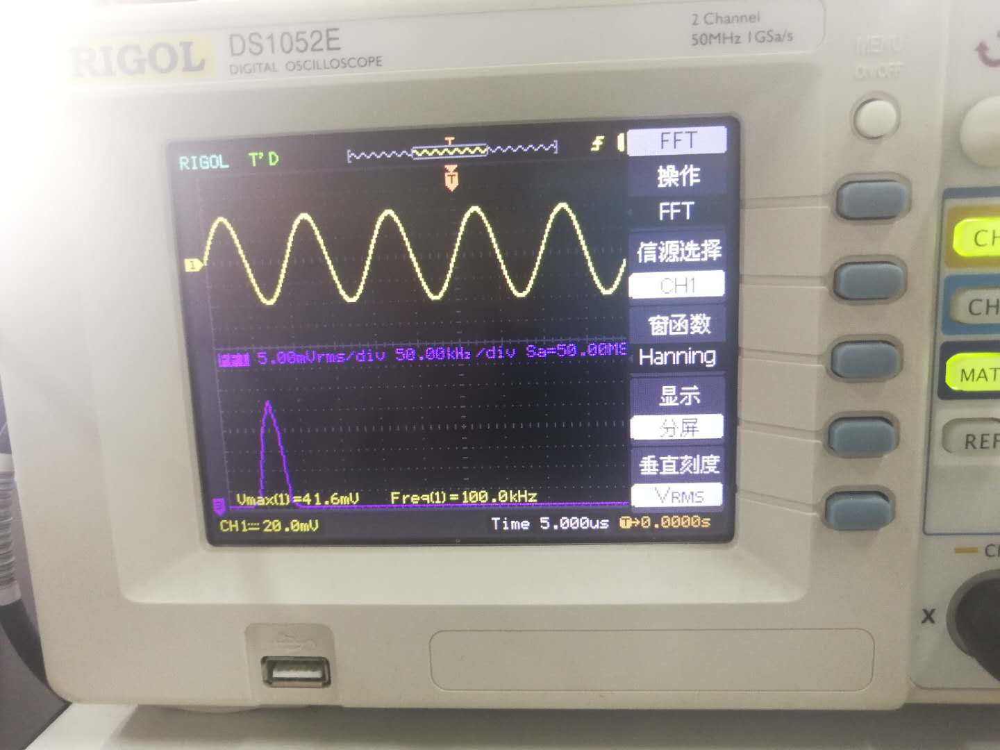 RIGOL DS1052E
DIGITAL OSCILLOSCOPE
2 Channel
50MHz 1GSa/s
MENU
ON/OFF
RIGOL T'D
T
T
1
FFT
操作
FFT
信源选择
CH1
窗函数
Hanning
显示
分屏
垂直刻度
VRMS
FFT 5.00mVrms/div 50.00kHz/div Sa=50.00MS
Vmax(1)=41.6mV Freq(1)=100.0kHz
CH1 20.0mV Time 5.000us T→0.0000s
CH
CH
MAT
REF
X